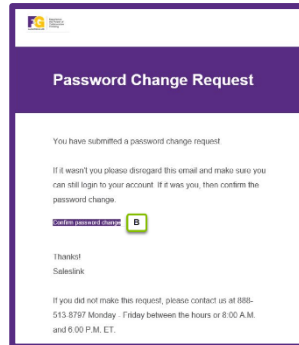 FG
Password Change Request
You have submitted a password change request
If it wasn't you please disregard this email and make sure you
can still login to your account. If it was you, then confirm the
password change.
Confirm password change B
Thanks!
Saleslink
If you did not make this request, please contact us at 888-
513-8797 Monday - Friday between the hours or 8:00 A.M.
and 6:00 P.M. ET.